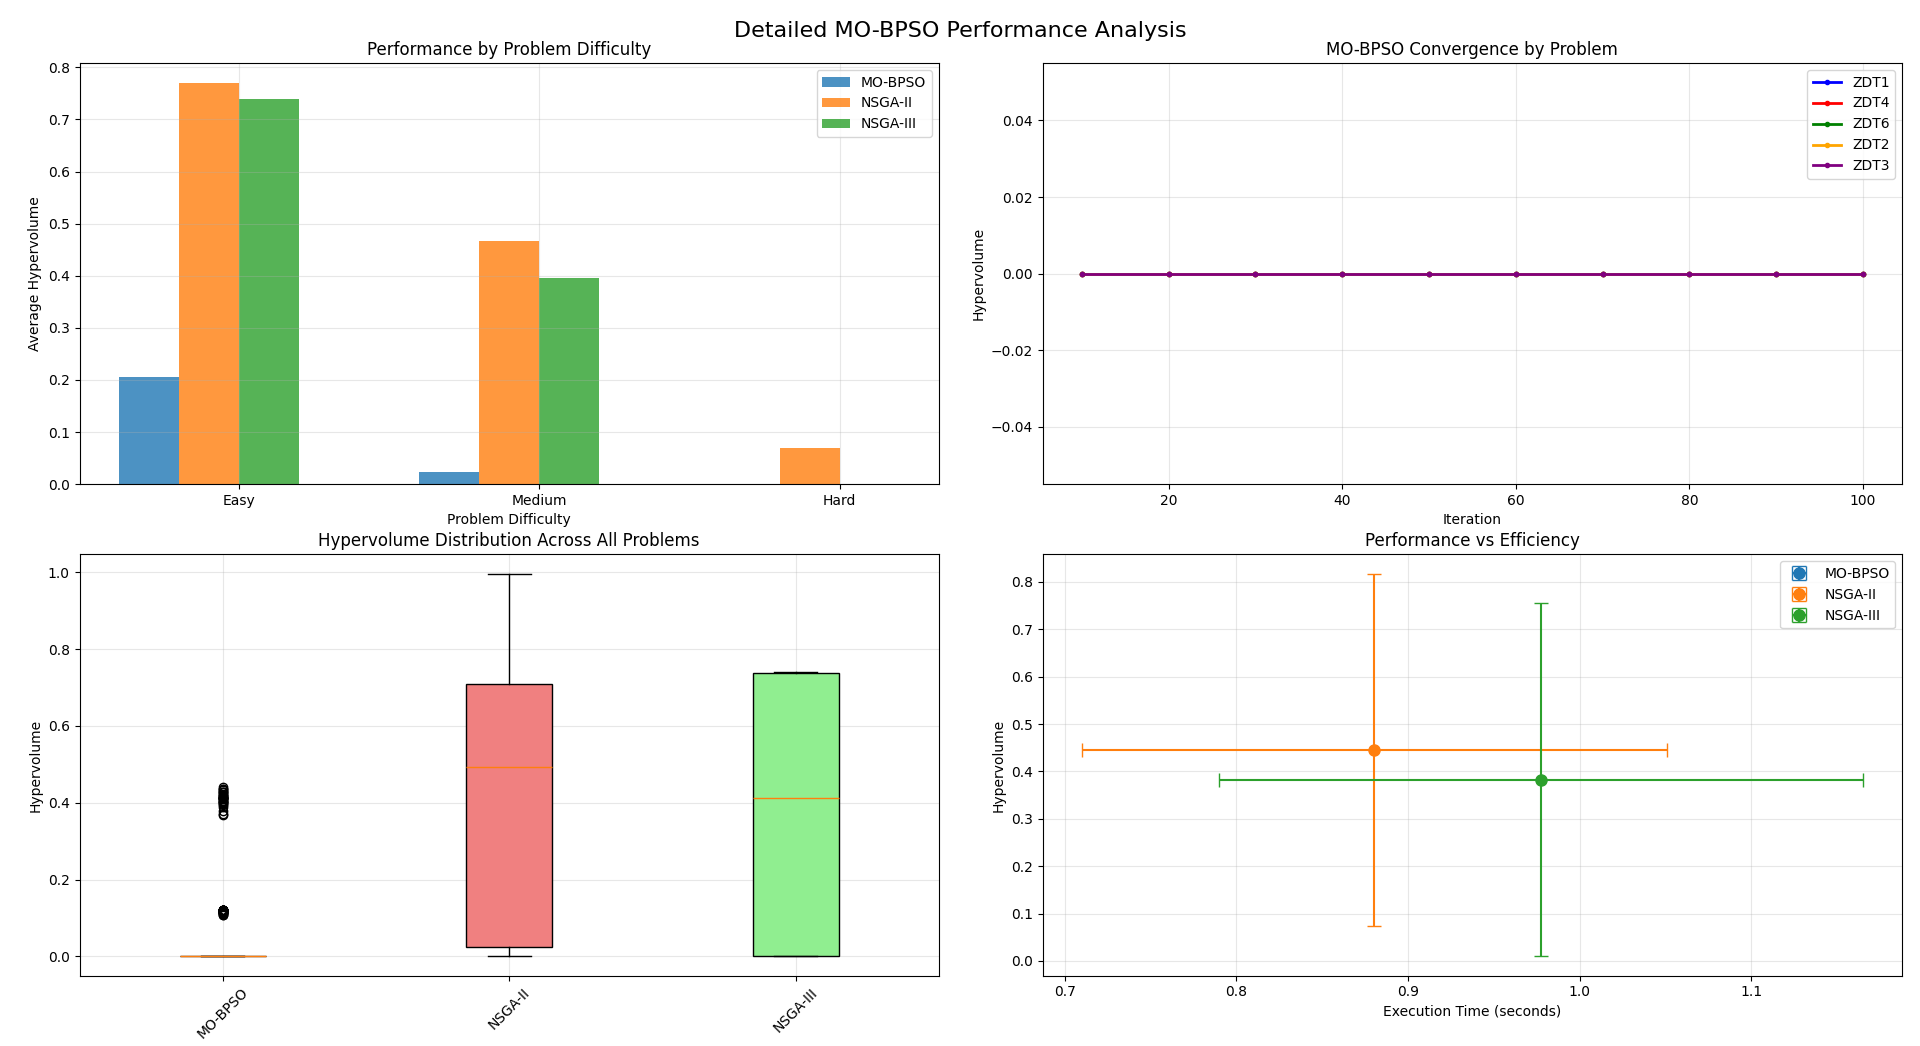 Detailed MO-BPSO Performance Analysis
Performance by Problem Difficulty
0.8
0.7
0.6
0.5
0.4
0.3
0.2
0.1
0.0
Average Hypervolume
MO-BPSO
NSGA-II
NSGA-III
Easy
Medium
Hard
Problem Difficulty
MO-BPSO Convergence by Problem
0.04
0.02
0.00
−0.02
−0.04
Hypervolume
ZDT1
ZDT4
ZDT6
ZDT2
ZDT3
20
40
60
80
100
Iteration
Hypervolume Distribution Across All Problems
1.0
0.8
0.6
0.4
0.2
0.0
Hypervolume
MO-BPSO
NSGA-II
NSGA-III
Performance vs Efficiency
0.8
0.7
0.6
0.5
0.4
0.3
0.2
0.1
0.0
Hypervolume
MO-BPSO
NSGA-II
NSGA-III
0.7
0.8
0.9
1.0
1.1
Execution Time (seconds)